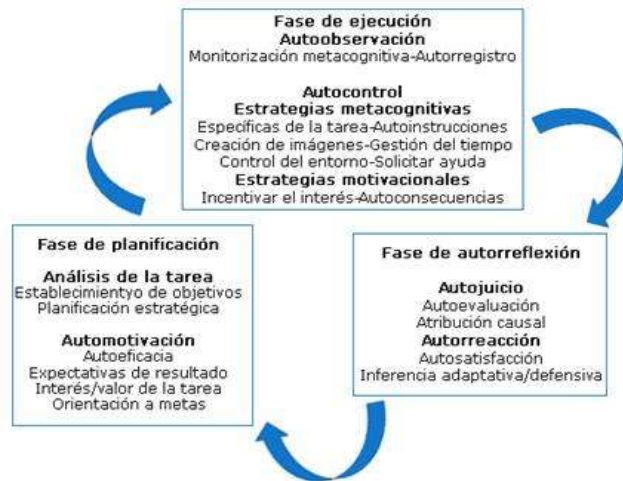 Fase de ejecución
Autoobservación
Monitorización metacognitiva-Autorregistro
Autocontrol
Estrategias metacognitivas
Específicas de la tarea-Autoinstrucciones
Creación de imágenes-Gestión del tiempo
Control del entorno-Solicitar ayuda
Estrategias motivacionales
Incentivar el interés-Autoconsecuencias
Fase de planificación
Análisis de la tarea
Establecimientyo de objetivos
Planificación estratégica
Automotivación
Autoeficacia
Expectativas de resultado
Interés/valor de la tarea
Orientación a metas
Fase de autorreflexión
Autojuicio
Autoevaluación
Atribución causal
Autorreacción
Autosatisfacción
Inferencia adaptativa/defensiva